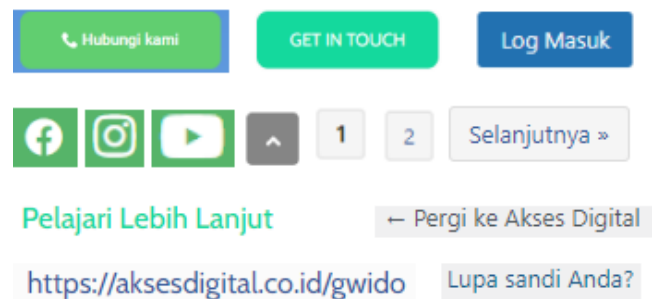 Hubungi kami
GET IN TOUCH
Log Masuk
1
2
Selanjutnya »
Pelajari Lebih Lanjut
← Pergi ke Akses Digital
https://aksesdigital.co.id/gwido
Lupa sandi Anda?